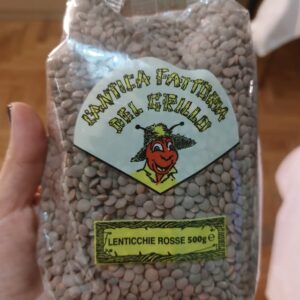 L'ANTICA FATTORIA
DEL GRILLO
LENTICCHIE ROSSE 500g ℮